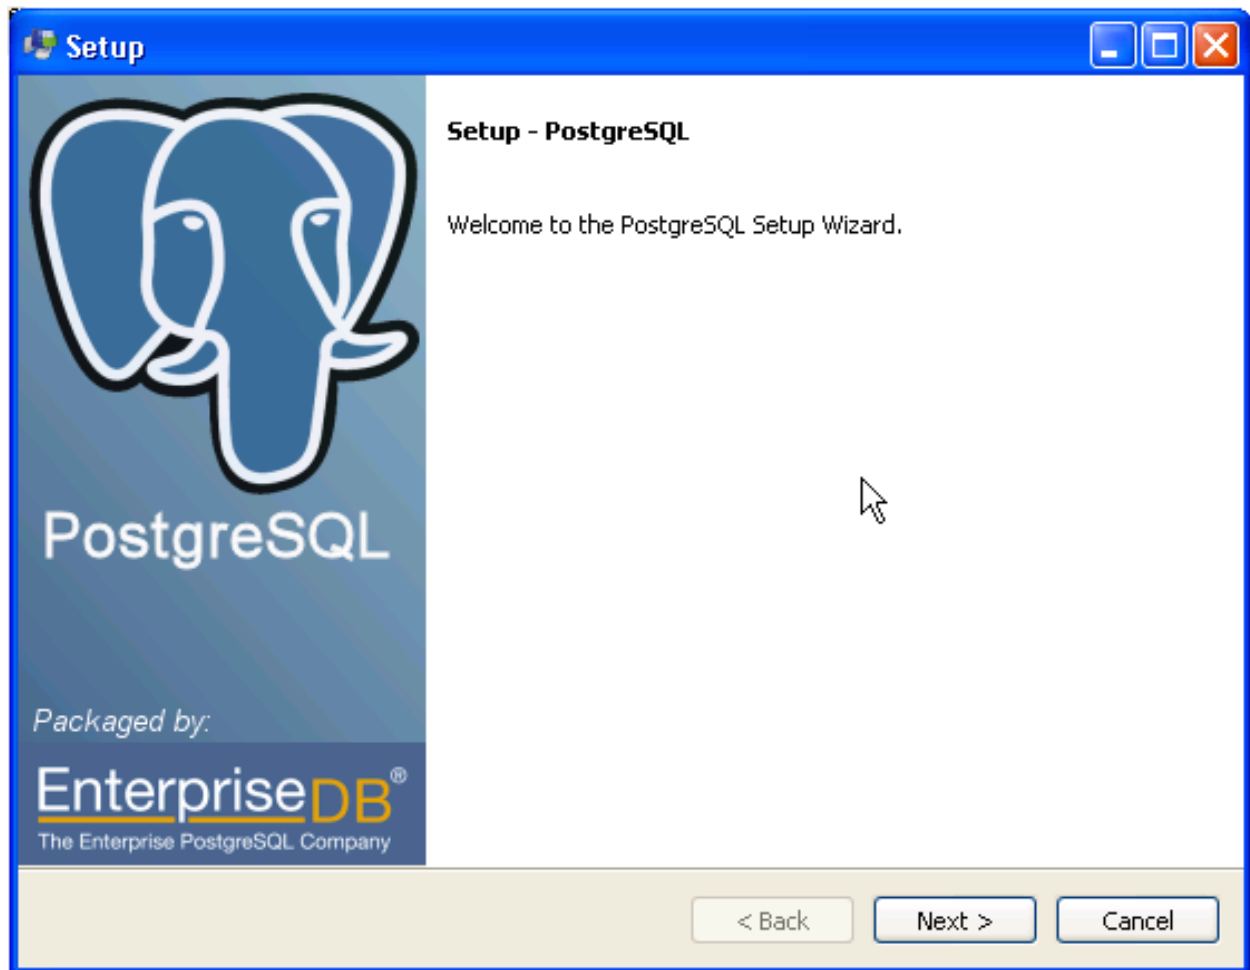 Setup
Setup - PostgreSQL
Welcome to the PostgreSQL Setup Wizard.
PostgreSQL
Packaged by:
EnterpriseDB®
The Enterprise PostgreSQL Company
< Back
Next >
Cancel